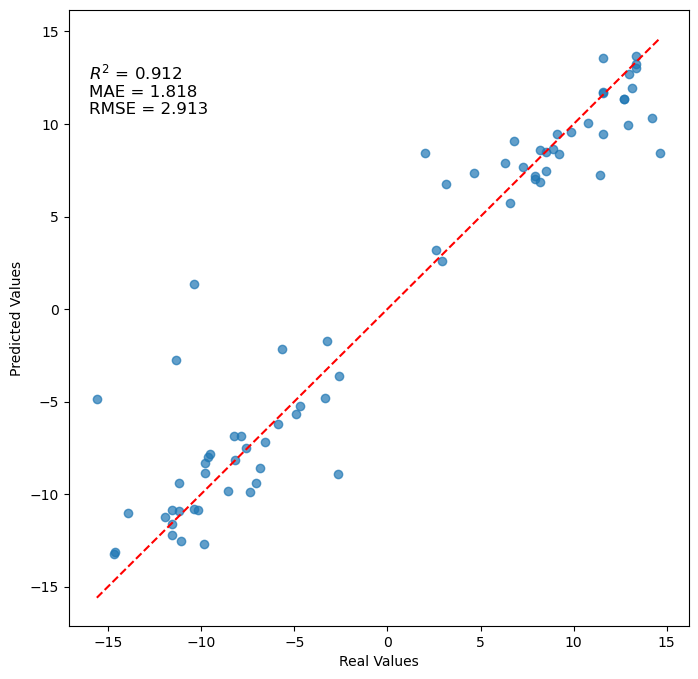 R² = 0.912
MAE = 1.818
RMSE = 2.913
15
10
5
0
−5
−10
−15
Predicted Values
−15 −10 −5 0 5 10 15
Real Values